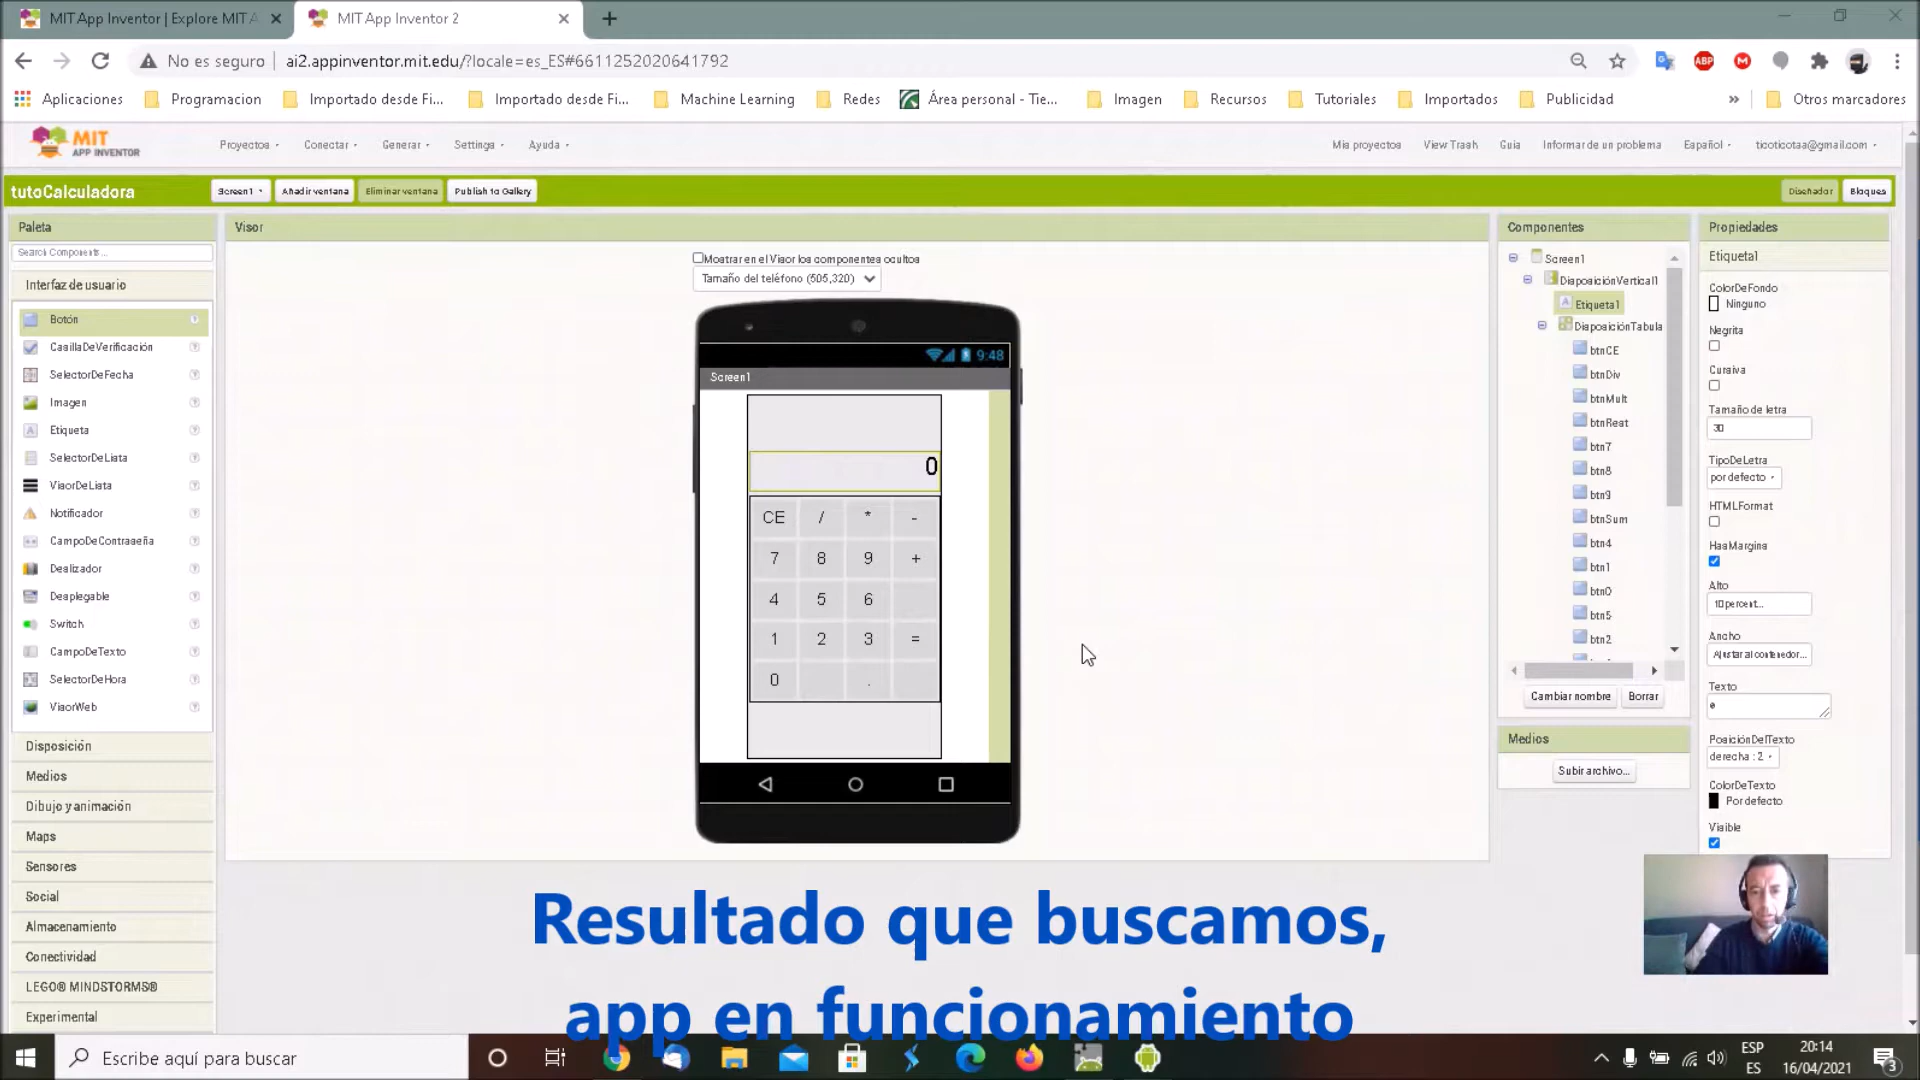 MIT App Inventor | Explore MIT A
MIT App Inventor 2
No es seguro
ai2.appinventor.mit.edu/?locale=es_ES#6611252020641792
ABP
M
Aplicaciones
Programacion
Importado desde Fi...
Importado desde Fi...
Machine Learning
Redes
Área personal - Tie...
Imagen
Recursos
Tutoriales
Importados
Publicidad
»
Otros marcadores
MIT
APP INVENTOR
Proyectos
Conectar
Generar
Settings
Ayuda
Mis proyectos
View Trash
Guía
Informar de un problema
Español
ticoticotaa@gmail.com
tutoCalculadora
Screen1
Añadir ventana
Eliminar ventana
Publish to Gallery
Diseñador
Bloques
Paleta
Search Components...
Interfaz de usuario
Botón
CasillaDeVerificación
SelectorDeFecha
Imagen
Etiqueta
SelectorDeLista
VisorDeLista
Notificador
CampoDeContraseña
Deslizador
Desplegable
Switch
CampoDeTexto
SelectorDeHora
VisorWeb
Disposición
Medios
Dibujo y animación
Maps
Sensores
Social
Almacenamiento
Conectividad
LEGO® MINDSTORMS®
Experimental
Visor
Mostrar en el Visor los componentes ocultos
Tamaño del teléfono (505,320)
9:48
Screen1
0
CE / * -
7 8 9 +
4 5 6
1 2 3 =
0 .
Componentes
Screen1
DisposiciónVertical1
Etiqueta1
DisposiciónTabula
btnCE
btnDiv
btnMult
btnRest
btn7
btn8
btn9
btnSum
btn4
btn1
btn0
btn5
btn2
Cambiar nombre
Borrar
Medios
Subir archivo...
Propiedades
Etiqueta1
ColorDeFondo
Ninguno
Negrita
Cursiva
Tamaño de letra
30
TipoDeLetra
por defecto
HTMLFormat
HasMargins
Alto
10 percent...
Ancho
Ajustar al contenedor...
Texto
0
PosiciónDelTexto
derecha : 2
ColorDeTexto
Por defecto
Visible
Resultado que buscamos,
app en funcionamiento
Escribe aquí para buscar
ESP
ES
20:14
16/04/2021
3